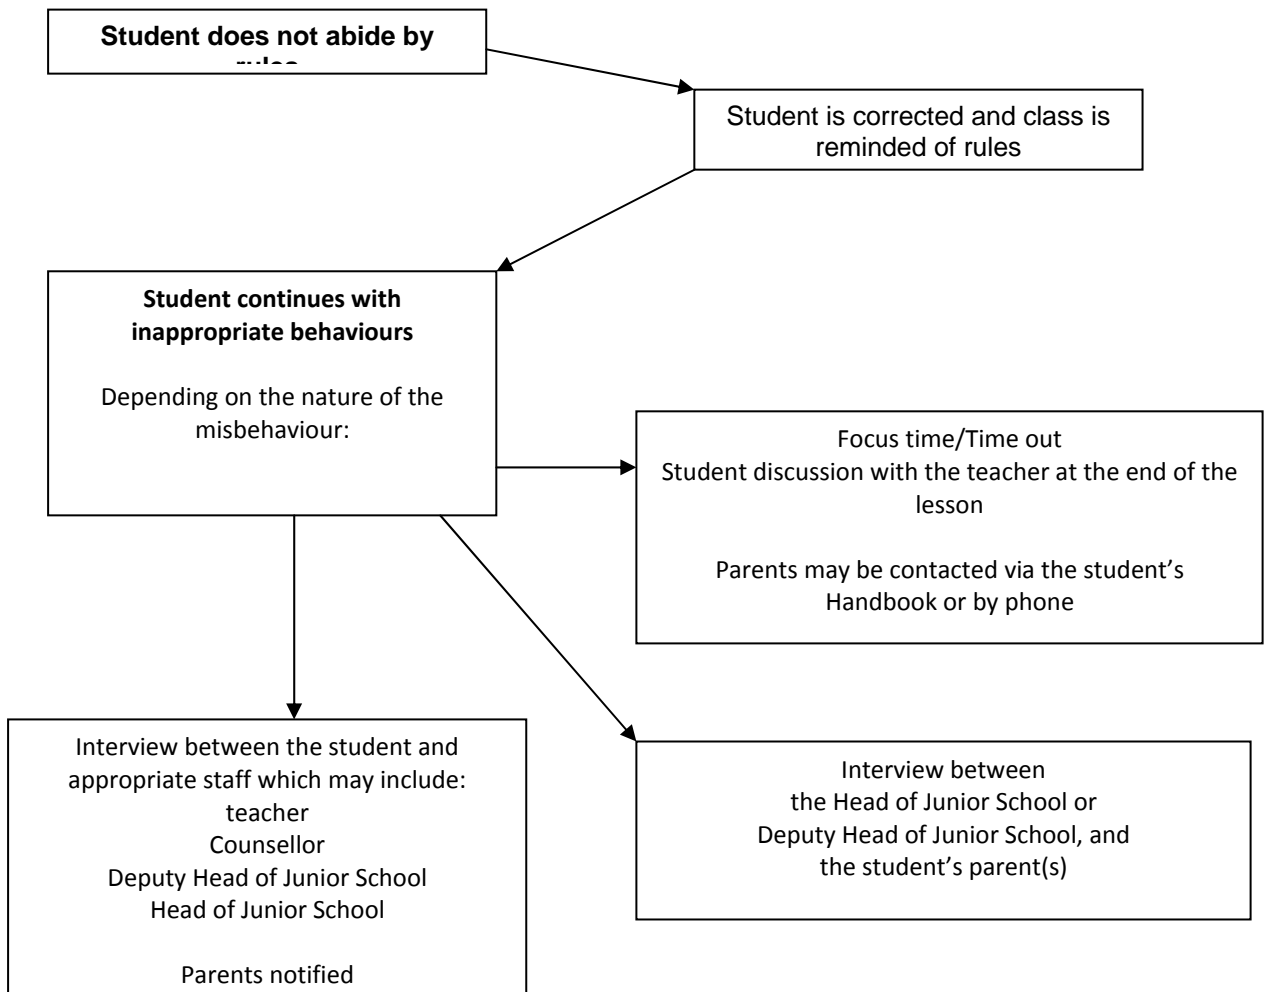 Student does not abide by
rules
Student is corrected and class is
reminded of rules
Student continues with
inappropriate behaviours
Depending on the nature of the
misbehaviour:
Focus time/Time out
Student discussion with the teacher at the end of the
lesson
Parents may be contacted via the student’s
Handbook or by phone
Interview between the student and
appropriate staff which may include:
teacher
Counsellor
Deputy Head of Junior School
Head of Junior School
Parents notified
Interview between
the Head of Junior School or
Deputy Head of Junior School, and
the student’s parent(s)